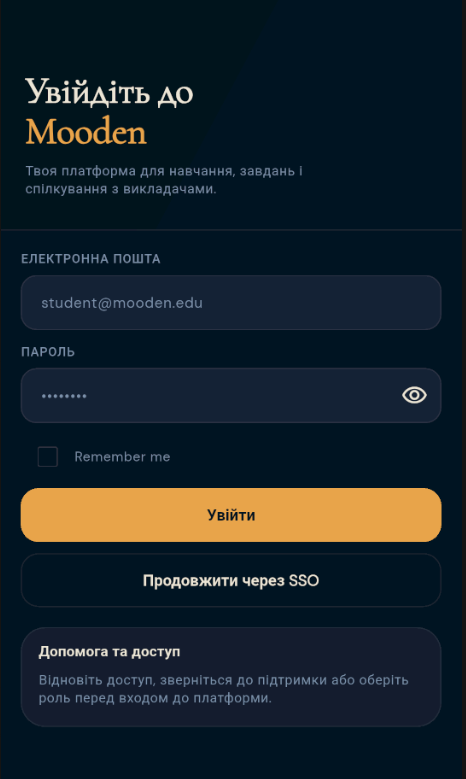 Увійдіть до
Mooden
Твоя платформа для навчання, завдань і
спілкування з викладачами.
ЕЛЕКТРОННА ПОШТА
student@mooden.edu
ПАРОЛЬ
••••••••
Remember me
Увійти
Продовжити через SSO
Допомога та доступ
Відновіть доступ, зверніться до підтримки або оберіть
роль перед входом до платформи.